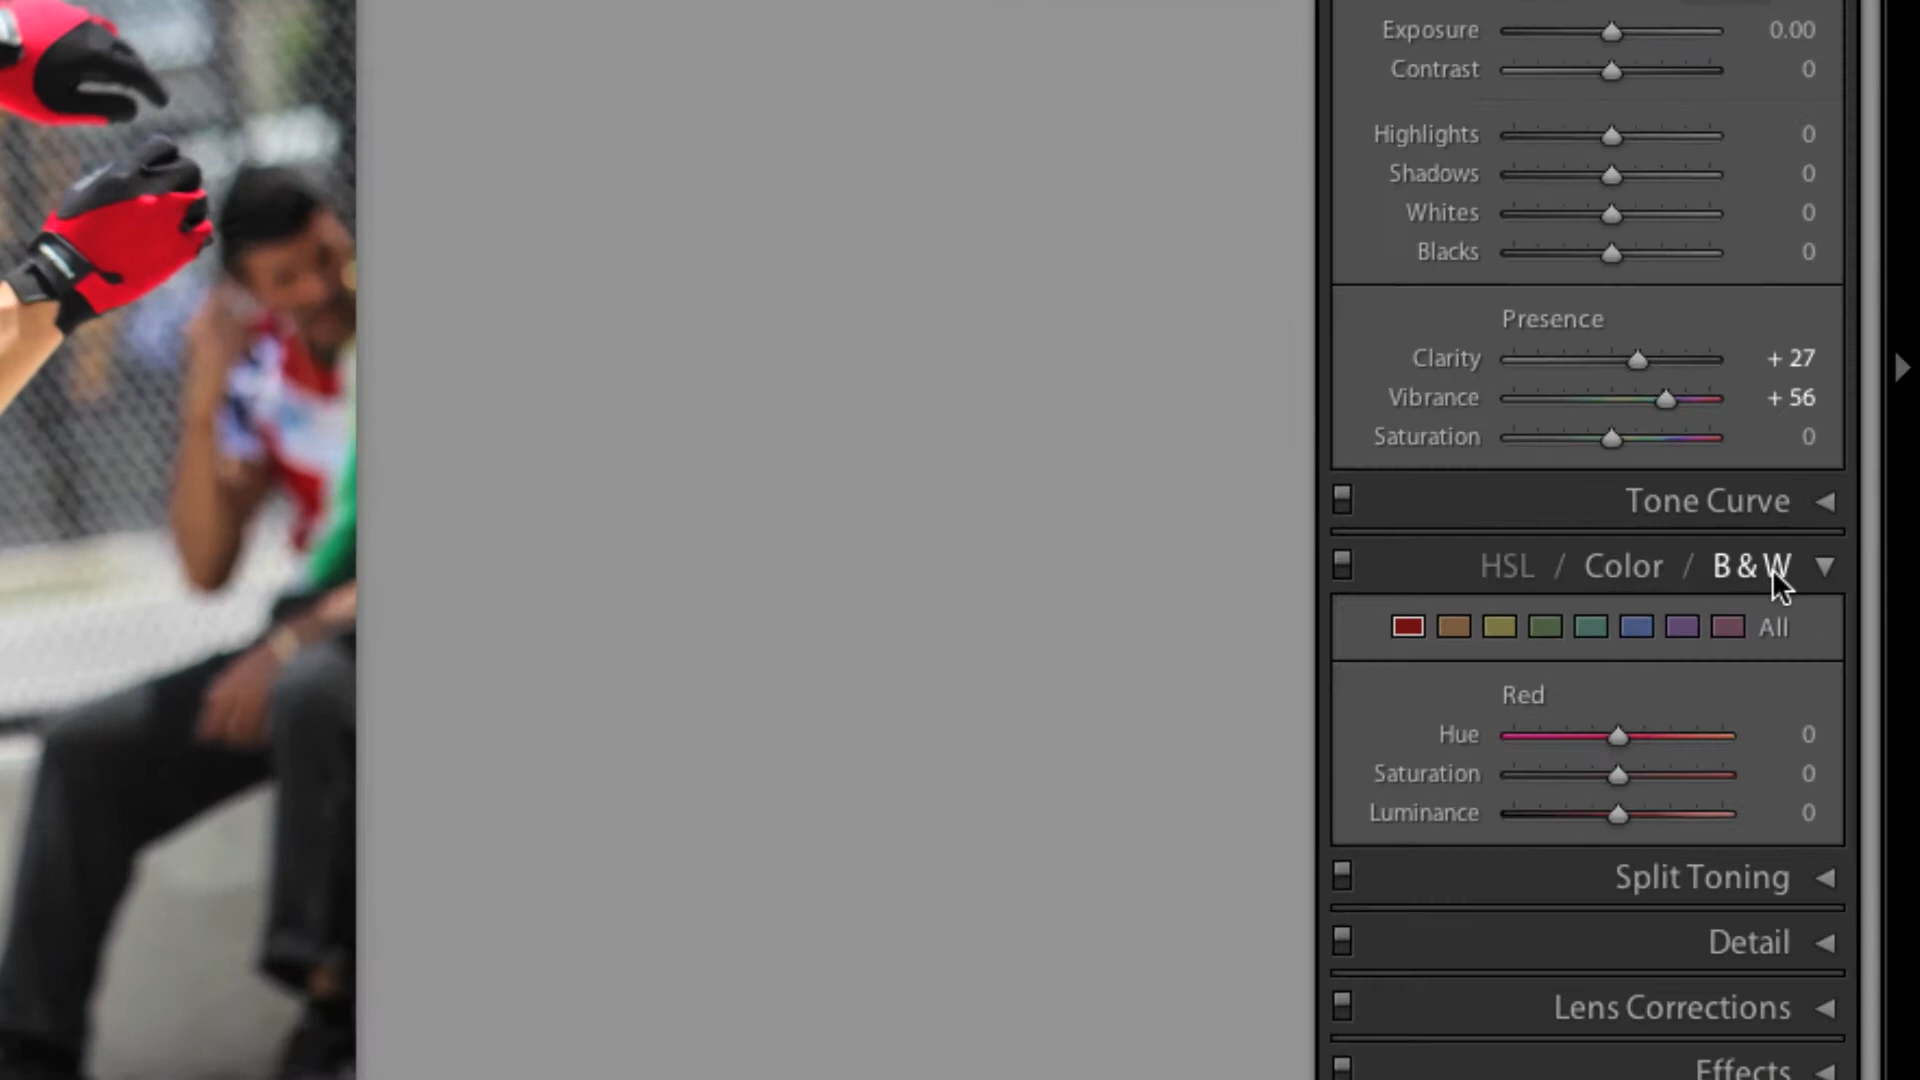 Exposure 0.00
Contrast 0
Highlights 0
Shadows 0
Whites 0
Blacks 0
Presence
Clarity + 27
Vibrance + 56
Saturation 0
Tone Curve
HSL / Color / B & W
All
Red
Hue 0
Saturation 0
Luminance 0
Split Toning
Detail
Lens Corrections
Effects